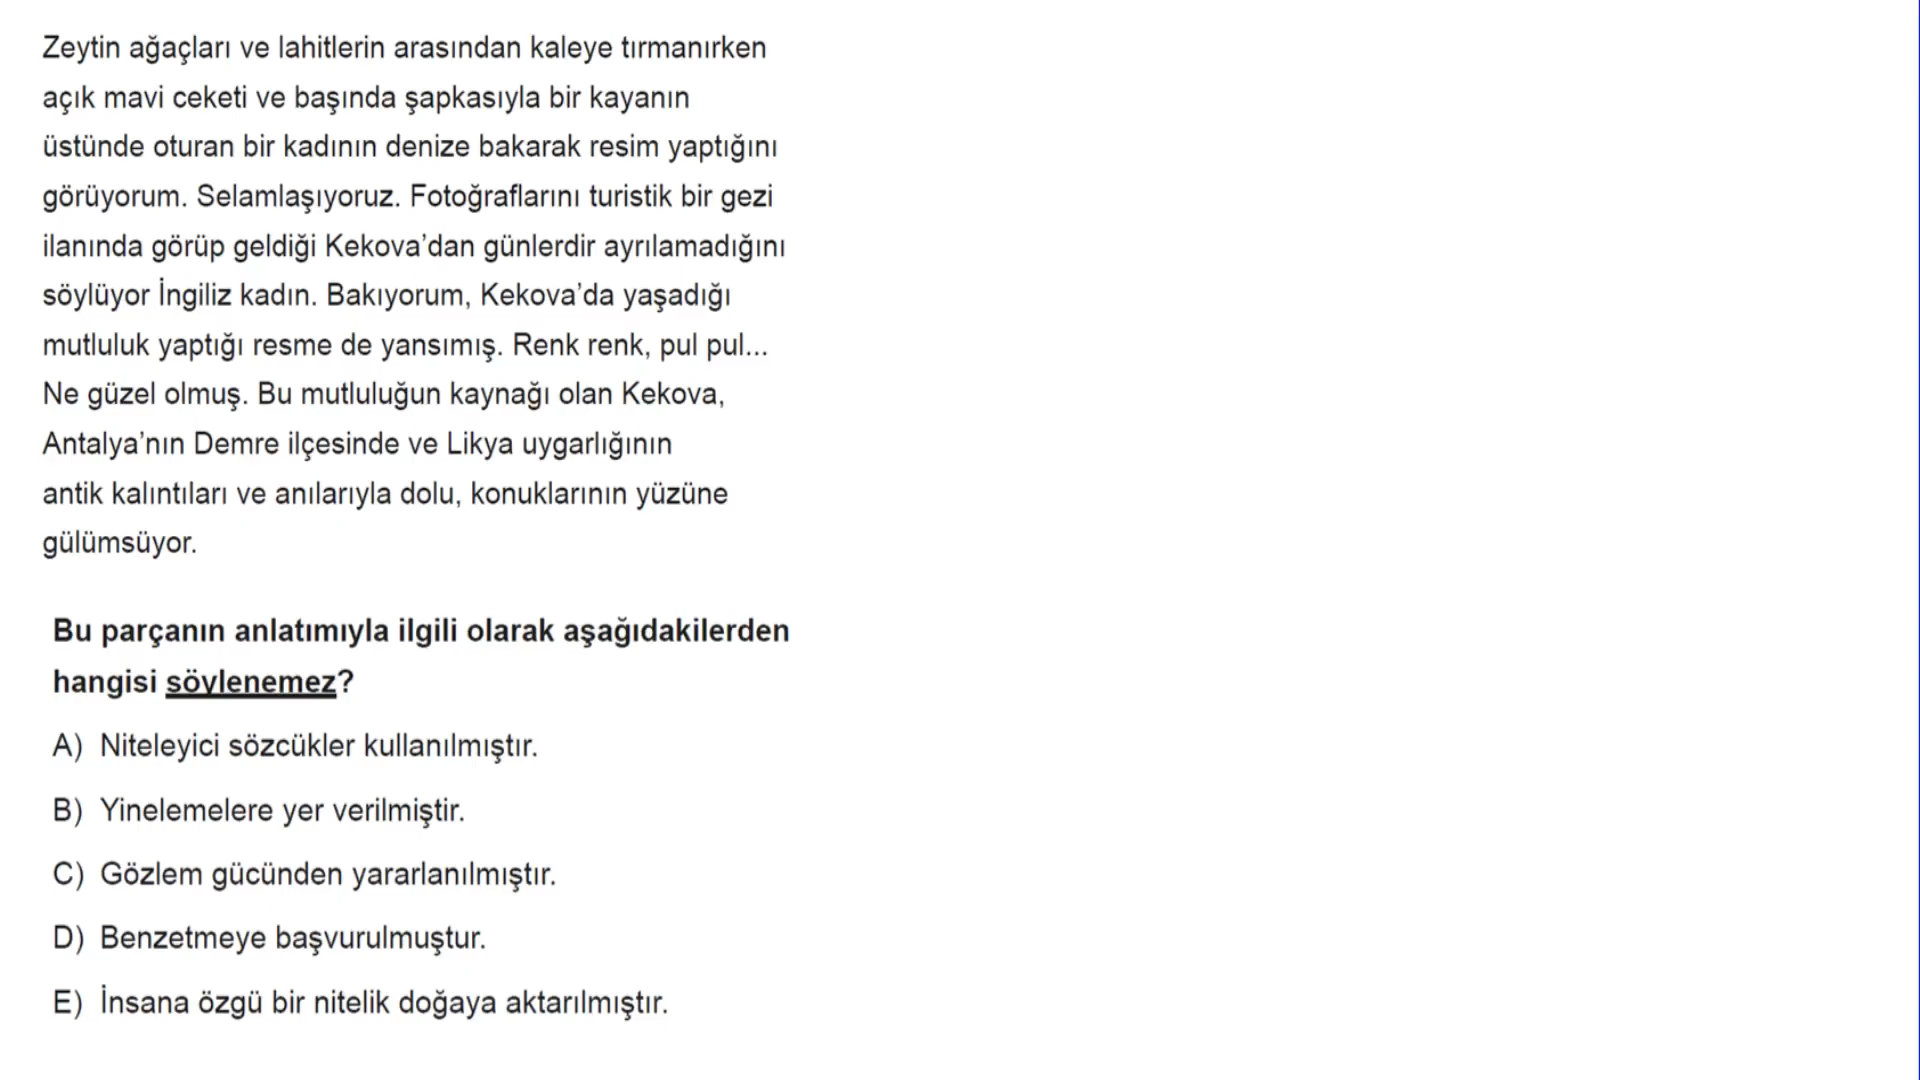 Zeytin ağaçları ve lahitlerin arasından kaleye tırmanırken
açık mavi ceketi ve başında şapkasıyla bir kayanın
üstünde oturan bir kadının denize bakarak resim yaptığını
görüyorum. Selamlaşıyoruz. Fotoğraflarını turistik bir gezi
ilanında görüp geldiği Kekova’dan günlerdir ayrılamadığını
söylüyor İngiliz kadın. Bakıyorum, Kekova’da yaşadığı
mutluluk yaptığı resme de yansımış. Renk renk, pul pul...
Ne güzel olmuş. Bu mutluluğun kaynağı olan Kekova,
Antalya’nın Demre ilçesinde ve Likya uygarlığının
antik kalıntıları ve anılarıyla dolu, konuklarının yüzüne
gülümsüyor.
Bu parçanın anlatımıyla ilgili olarak aşağıdakilerden
hangisi söylenemez?
A) Niteleyici sözcükler kullanılmıştır.
B) Yinelemelere yer verilmiştir.
C) Gözlem gücünden yararlanılmıştır.
D) Benzetmeye başvurulmuştur.
E) İnsana özgü bir nitelik doğaya aktarılmıştır.